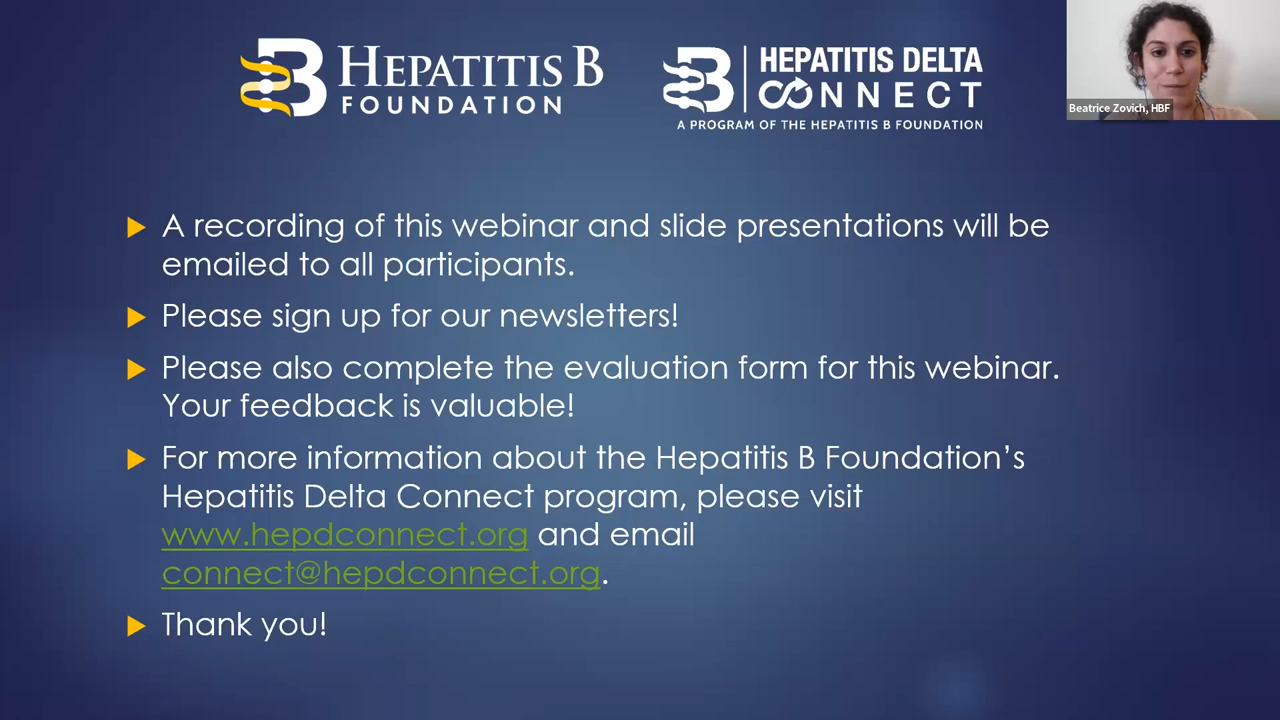 HEPATITIS B
FOUNDATION
HEPATITIS DELTA
CONNECT
A PROGRAM OF THE HEPATITIS B FOUNDATION
Beatrice Zovich, HBF
A recording of this webinar and slide presentations will be
emailed to all participants.
Please sign up for our newsletters!
Please also complete the evaluation form for this webinar.
Your feedback is valuable!
For more information about the Hepatitis B Foundation’s
Hepatitis Delta Connect program, please visit
www.hepdconnect.org and email
connect@hepdconnect.org.
Thank you!